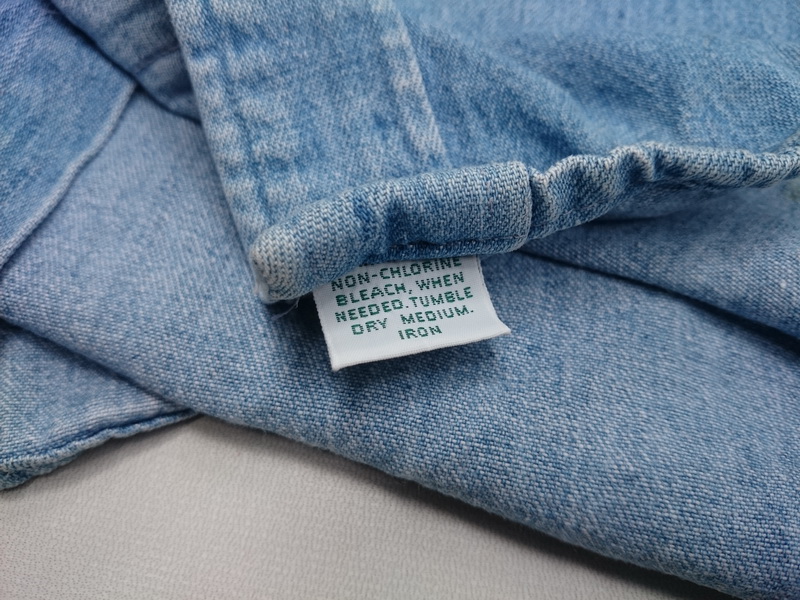 NON-CHLORINE
BLEACH, WHEN
NEEDED.TUMBLE
DRY MEDIUM.
IRON